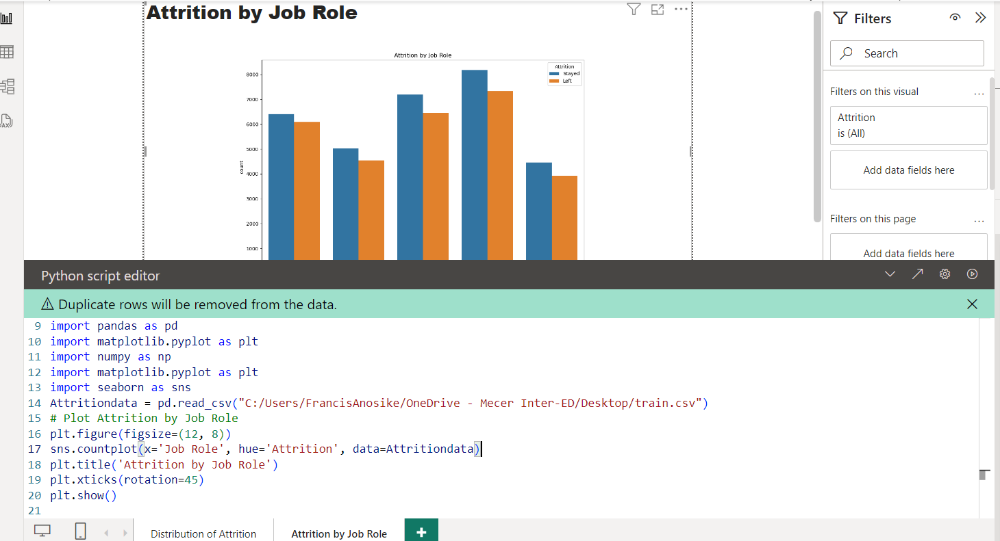 Attrition by Job Role
Attrition by Job Role
Attrition
Stayed
Left
8000
7000
6000
5000
4000
3000
2000
1000
count
Filters
Search
Filters on this visual
...
Attrition
is (All)
Add data fields here
Filters on this page
...
Add data fields here
Python script editor
Duplicate rows will be removed from the data.
9 import pandas as pd
10 import matplotlib.pyplot as plt
11 import numpy as np
12 import matplotlib.pyplot as plt
13 import seaborn as sns
14 Attritiondata = pd.read_csv("C:/Users/FrancisAnosike/OneDrive - Mecer Inter-ED/Desktop/train.csv")
15 # Plot Attrition by Job Role
16 plt.figure(figsize=(12, 8))
17 sns.countplot(x='Job Role', hue='Attrition', data=Attritiondata)
18 plt.title('Attrition by Job Role')
19 plt.xticks(rotation=45)
20 plt.show()
21
Distribution of Attrition
Attrition by Job Role
+